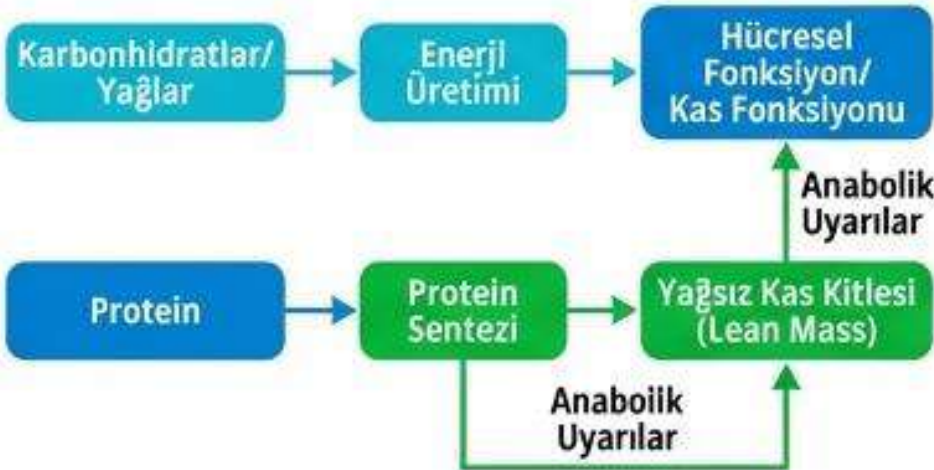 Karbonhidratlar/
Yağlar
Enerji
Üretimi
Hücresel
Fonksiyon/
Kas Fonksiyonu
Anabolik
Uyarılar
Protein
Protein
Sentezi
Yağsız Kas Kitlesi
(Lean Mass)
Anaboiik
Uyarılar